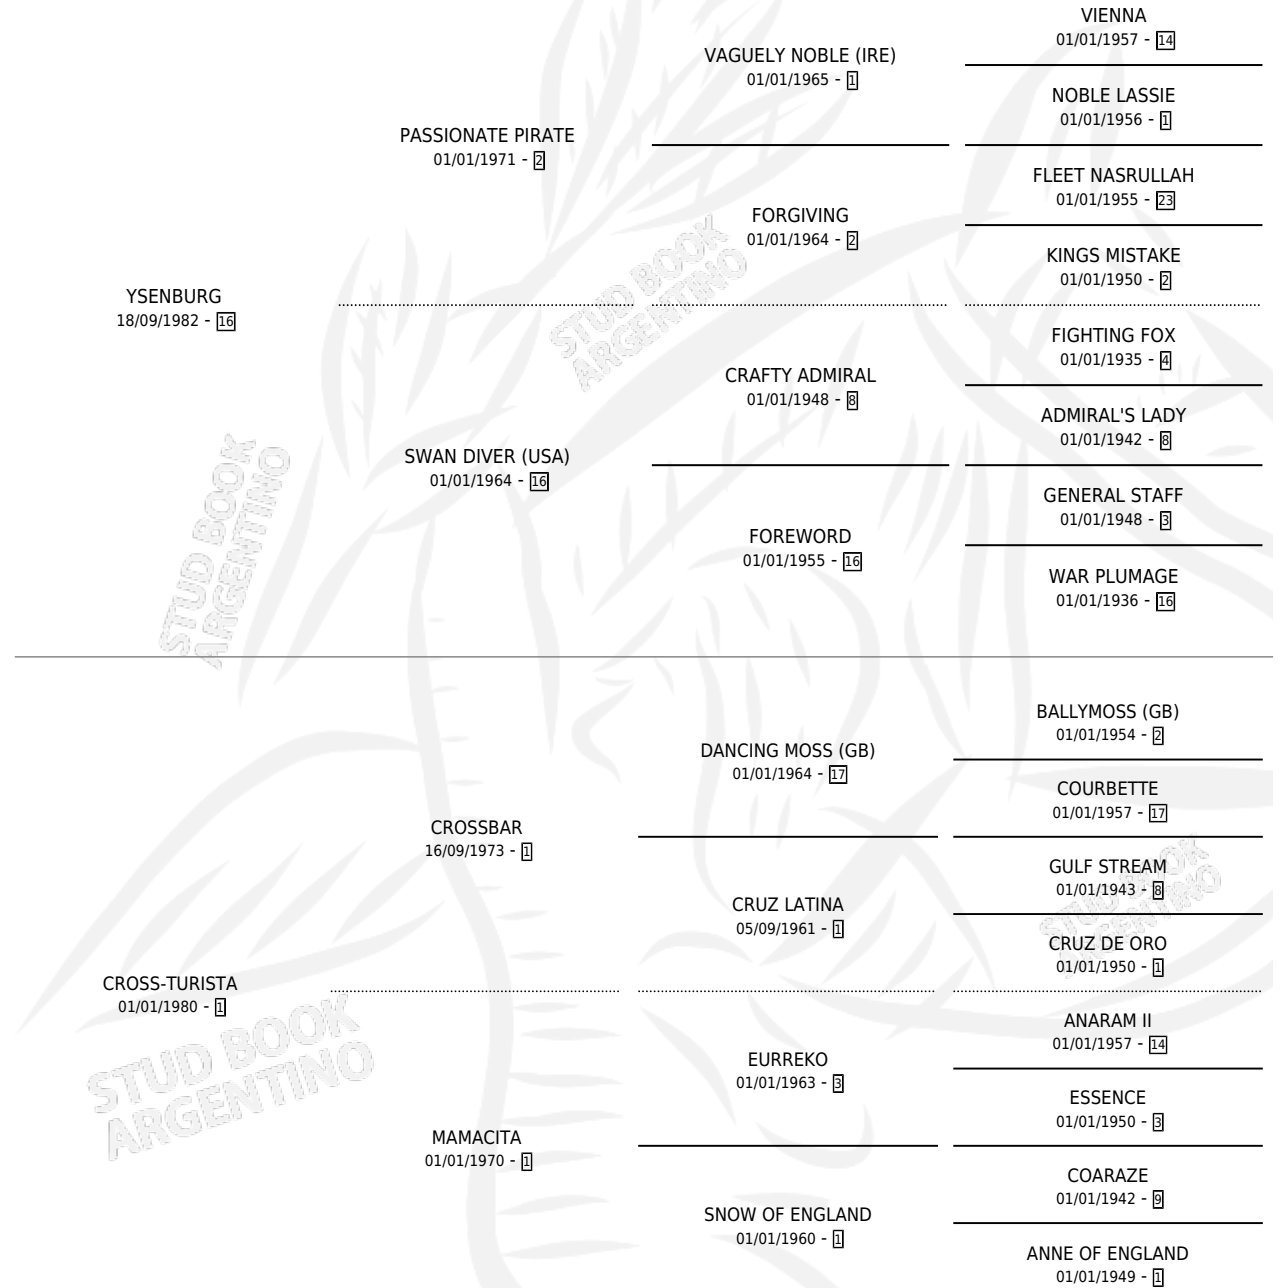 VIENNA
01/01/1957 - 14
VAGUELY NOBLE (IRE)
01/01/1965 - 1
NOBLE LASSIE
01/01/1956 - 1
PASSIONATE PIRATE
01/01/1971 - 2
FLEET NASRULLAH
01/01/1955 - 23
FORGIVING
01/01/1964 - 2
KINGS MISTAKE
01/01/1950 - 2
YSENBURG
18/09/1982 - 16
FIGHTING FOX
01/01/1935 - 4
CRAFTY ADMIRAL
01/01/1948 - 8
ADMIRAL'S LADY
01/01/1942 - 8
SWAN DIVER (USA)
01/01/1964 - 16
GENERAL STAFF
01/01/1948 - 3
FOREWORD
01/01/1955 - 16
WAR PLUMAGE
01/01/1936 - 16
BALLYMOSS (GB)
01/01/1954 - 2
DANCING MOSS (GB)
01/01/1964 - 17
COURBETTE
01/01/1957 - 17
CROSSBAR
16/09/1973 - 1
GULF STREAM
01/01/1943 - 8
CRUZ LATINA
05/09/1961 - 1
CRUZ DE ORO
01/01/1950 - 1
CROSS-TURISTA
01/01/1980 - 1
ANARAM II
01/01/1957 - 14
EURREKO
01/01/1963 - 3
ESSENCE
01/01/1950 - 3
MAMACITA
01/01/1970 - 1
COARAZE
01/01/1942 - 9
SNOW OF ENGLAND
01/01/1960 - 1
ANNE OF ENGLAND
01/01/1949 - 1
STUD BOOK
ARGENTINO
STUD BOOK
ARGENTINO
STUD BOOK
ARGENTINO
STUD BOOK
ARGENTINO